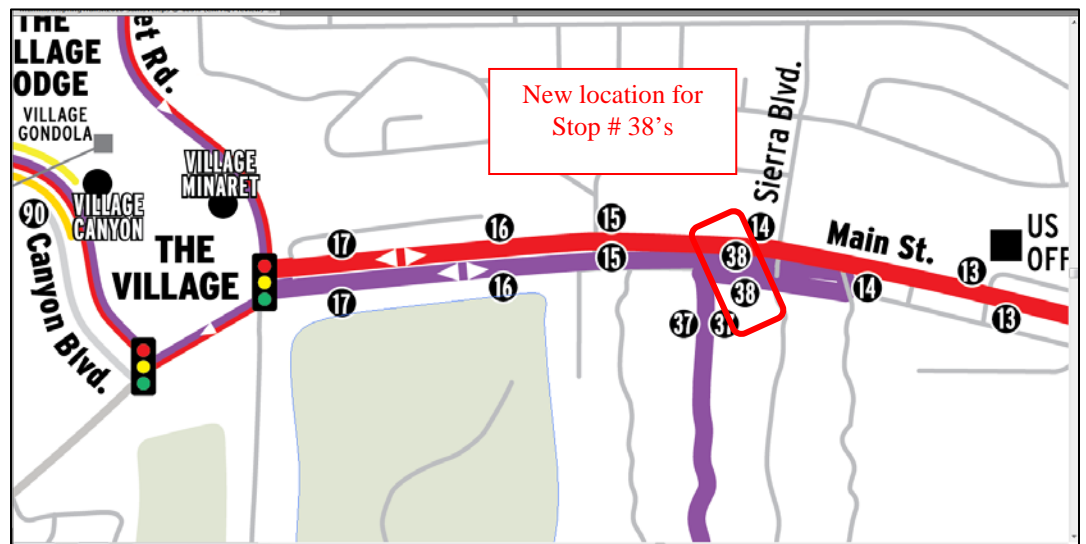 THE
LLAGE
ODGE
VILLAGE
GONDOLA
et Rd.
VILLAGE
MINARET
VILLAGE
CANYON
90
Canyon Blvd.
THE
VILLAGE
New location for
Stop # 38's
Sierra Blvd.
Main St.
US
OFF
17
16
15
14
13
38
17
16
15
38
14
13
37
37